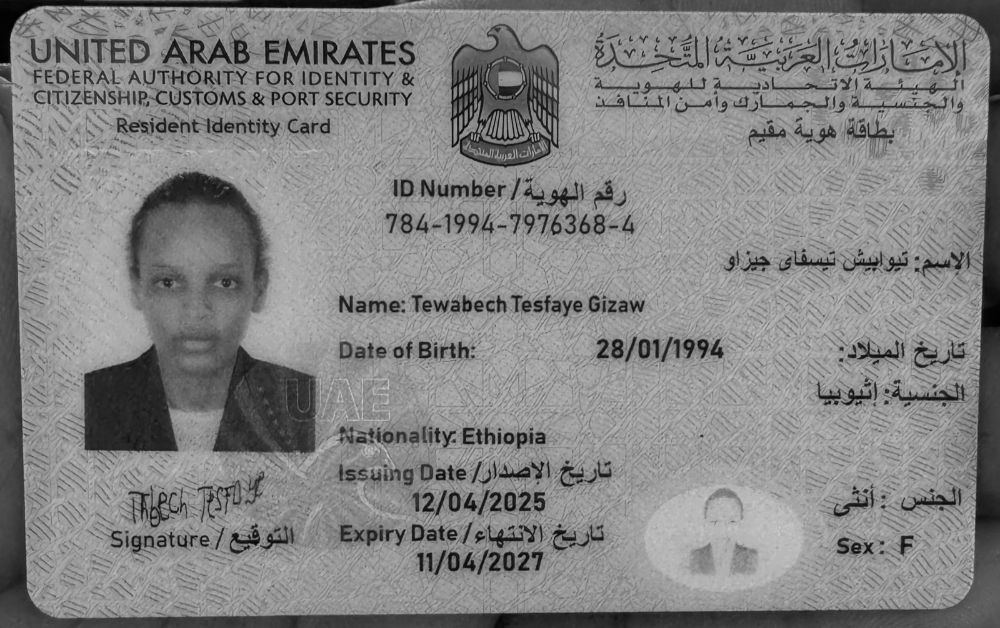 UNITED ARAB EMIRATES
FEDERAL AUTHORITY FOR IDENTITY &
CITIZENSHIP, CUSTOMS & PORT SECURITY
Resident Identity Card
الإمارات العربية المتحدة
الهيئة الاتحادية للهوية
والجنسية والجمارك وأمن المنافذ
بطاقة هوية مقيم
الإمارات العربية المتحدة
ID Number / رقم الهوية
784-1994-7976368-4
الاسم: تيوابيش تيسفاى جيزاو
Name: Tewabech Tesfaye Gizaw
Date of Birth: 28/01/1994 تاريخ الميلاد:
الجنسية: إثيوبيا
UAE
Nationality: Ethiopia
Issuing Date / تاريخ الاصدار
12/04/2025
Expiry Date / تاريخ الانتهاء
11/04/2027
الجنس : أنثى
Sex : F
Signature / التوقيع